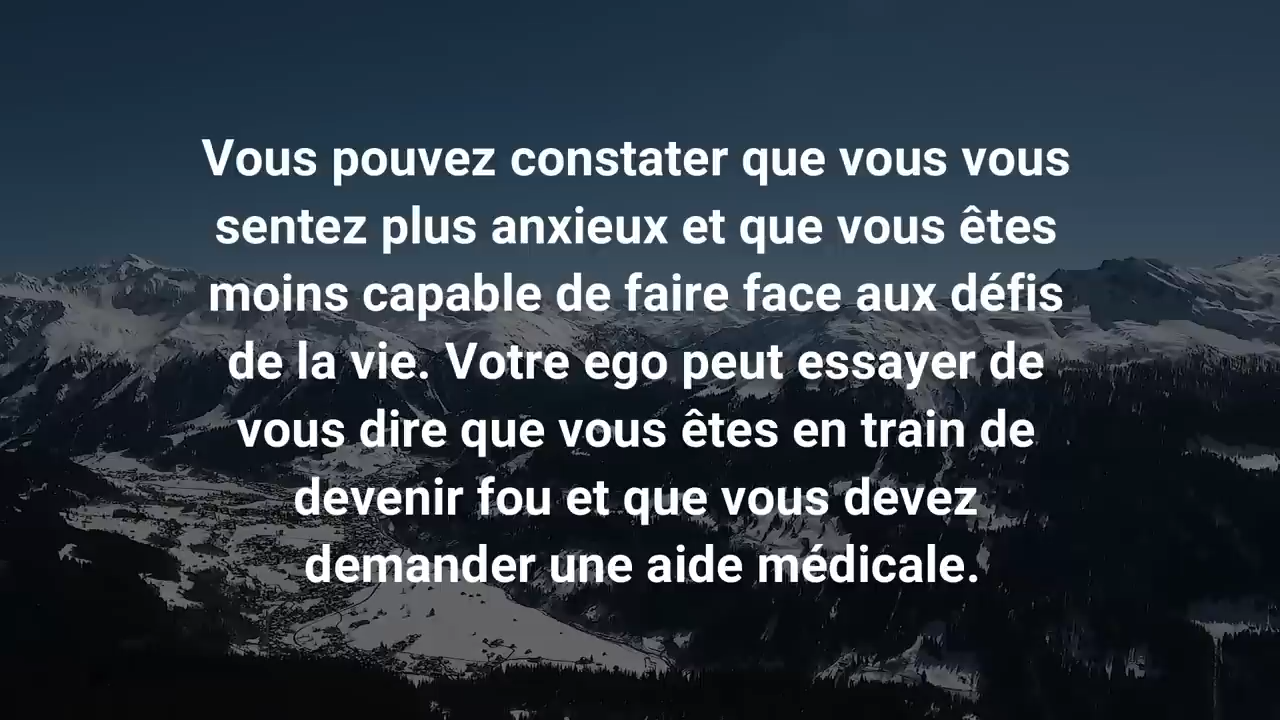 Vous pouvez constater que vous vous
sentez plus anxieux et que vous êtes
moins capable de faire face aux défis
de la vie. Votre ego peut essayer de
vous dire que vous êtes en train de
devenir fou et que vous devez
demander une aide médicale.